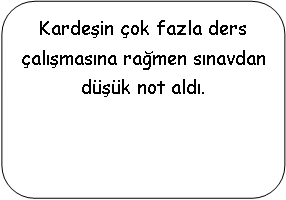 Kardeşin çok fazla ders
çalışmasına rağmen sınavdan
düşük not aldı.